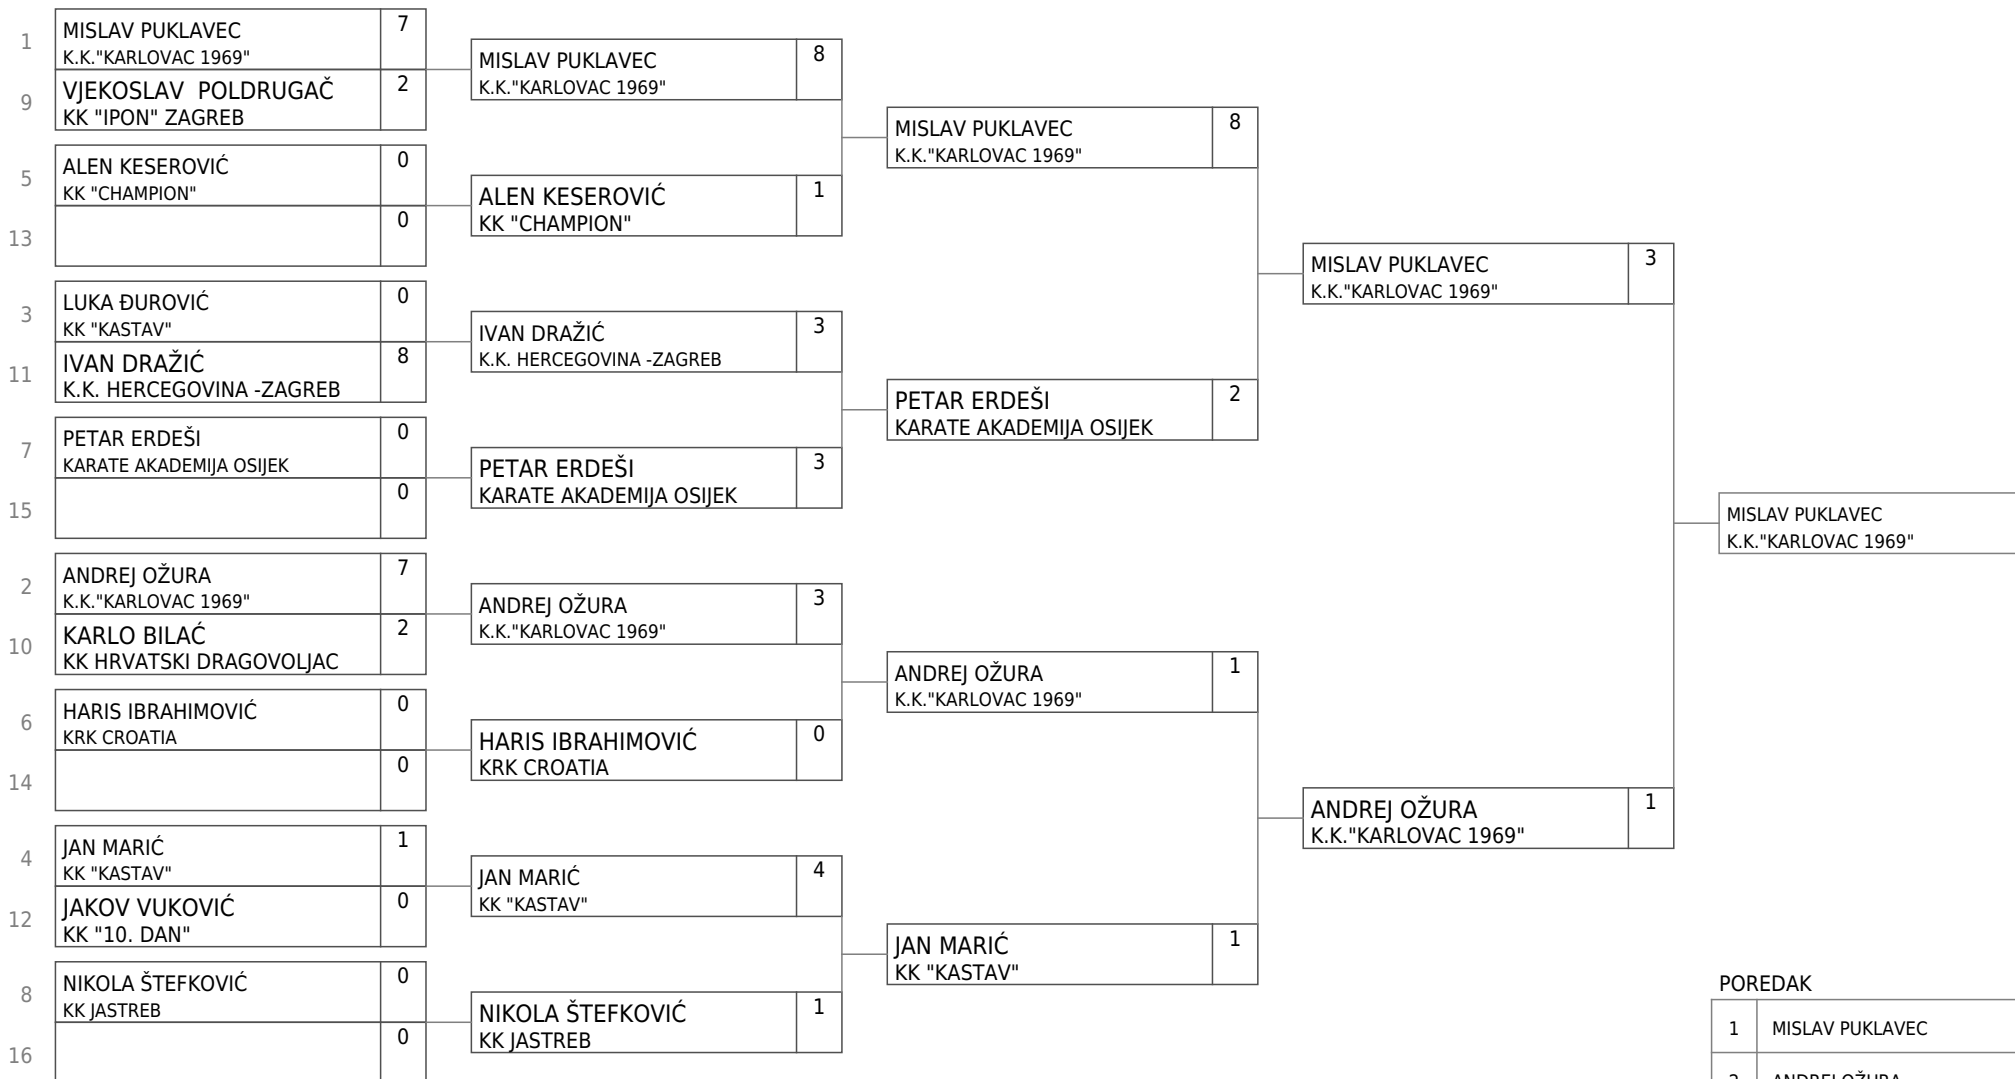 1
MISLAV PUKLAVEC
K.K."KARLOVAC 1969"
7
9
VJEKOSLAV  POLDRUGAČ
KK "IPON" ZAGREB
2
5
ALEN KESEROVIĆ
KK "CHAMPION"
0
13
0
3
LUKA ĐUROVIĆ
KK "KASTAV"
0
11
IVAN DRAŽIĆ
K.K. HERCEGOVINA -ZAGREB
8
7
PETAR ERDEŠI
KARATE AKADEMIJA OSIJEK
0
15
0
2
ANDREJ OŽURA
K.K."KARLOVAC 1969"
7
10
KARLO BILAĆ
KK HRVATSKI DRAGOVOLJAC
2
6
HARIS IBRAHIMOVIĆ
KRK CROATIA
0
14
0
4
JAN MARIĆ
KK "KASTAV"
1
12
JAKOV VUKOVIĆ
KK "10. DAN"
0
8
NIKOLA ŠTEFKOVIĆ
KK JASTREB
0
16
0
MISLAV PUKLAVEC
K.K."KARLOVAC 1969"
8
ALEN KESEROVIĆ
KK "CHAMPION"
1
IVAN DRAŽIĆ
K.K. HERCEGOVINA -ZAGREB
3
PETAR ERDEŠI
KARATE AKADEMIJA OSIJEK
3
ANDREJ OŽURA
K.K."KARLOVAC 1969"
3
HARIS IBRAHIMOVIĆ
KRK CROATIA
0
JAN MARIĆ
KK "KASTAV"
4
NIKOLA ŠTEFKOVIĆ
KK JASTREB
1
MISLAV PUKLAVEC
K.K."KARLOVAC 1969"
8
PETAR ERDEŠI
KARATE AKADEMIJA OSIJEK
2
ANDREJ OŽURA
K.K."KARLOVAC 1969"
1
JAN MARIĆ
KK "KASTAV"
1
MISLAV PUKLAVEC
K.K."KARLOVAC 1969"
3
ANDREJ OŽURA
K.K."KARLOVAC 1969"
1
MISLAV PUKLAVEC
K.K."KARLOVAC 1969"
POREDAK
1 MISLAV PUKLAVEC
2 ANDREJ OŽURA